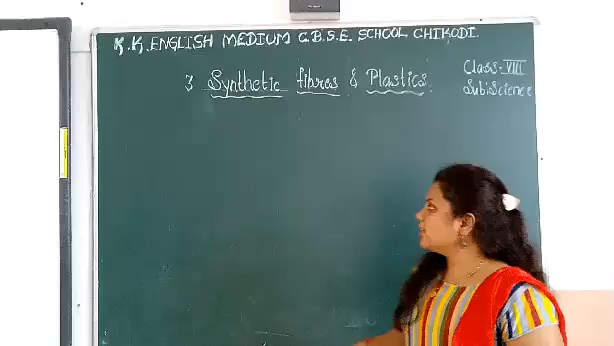 K.K. ENGLISH MEDIUM C.B.S.E. SCHOOL CHIKODI.
Class:- VIII
3 Synthetic fibres & Plastics
Sub:Science